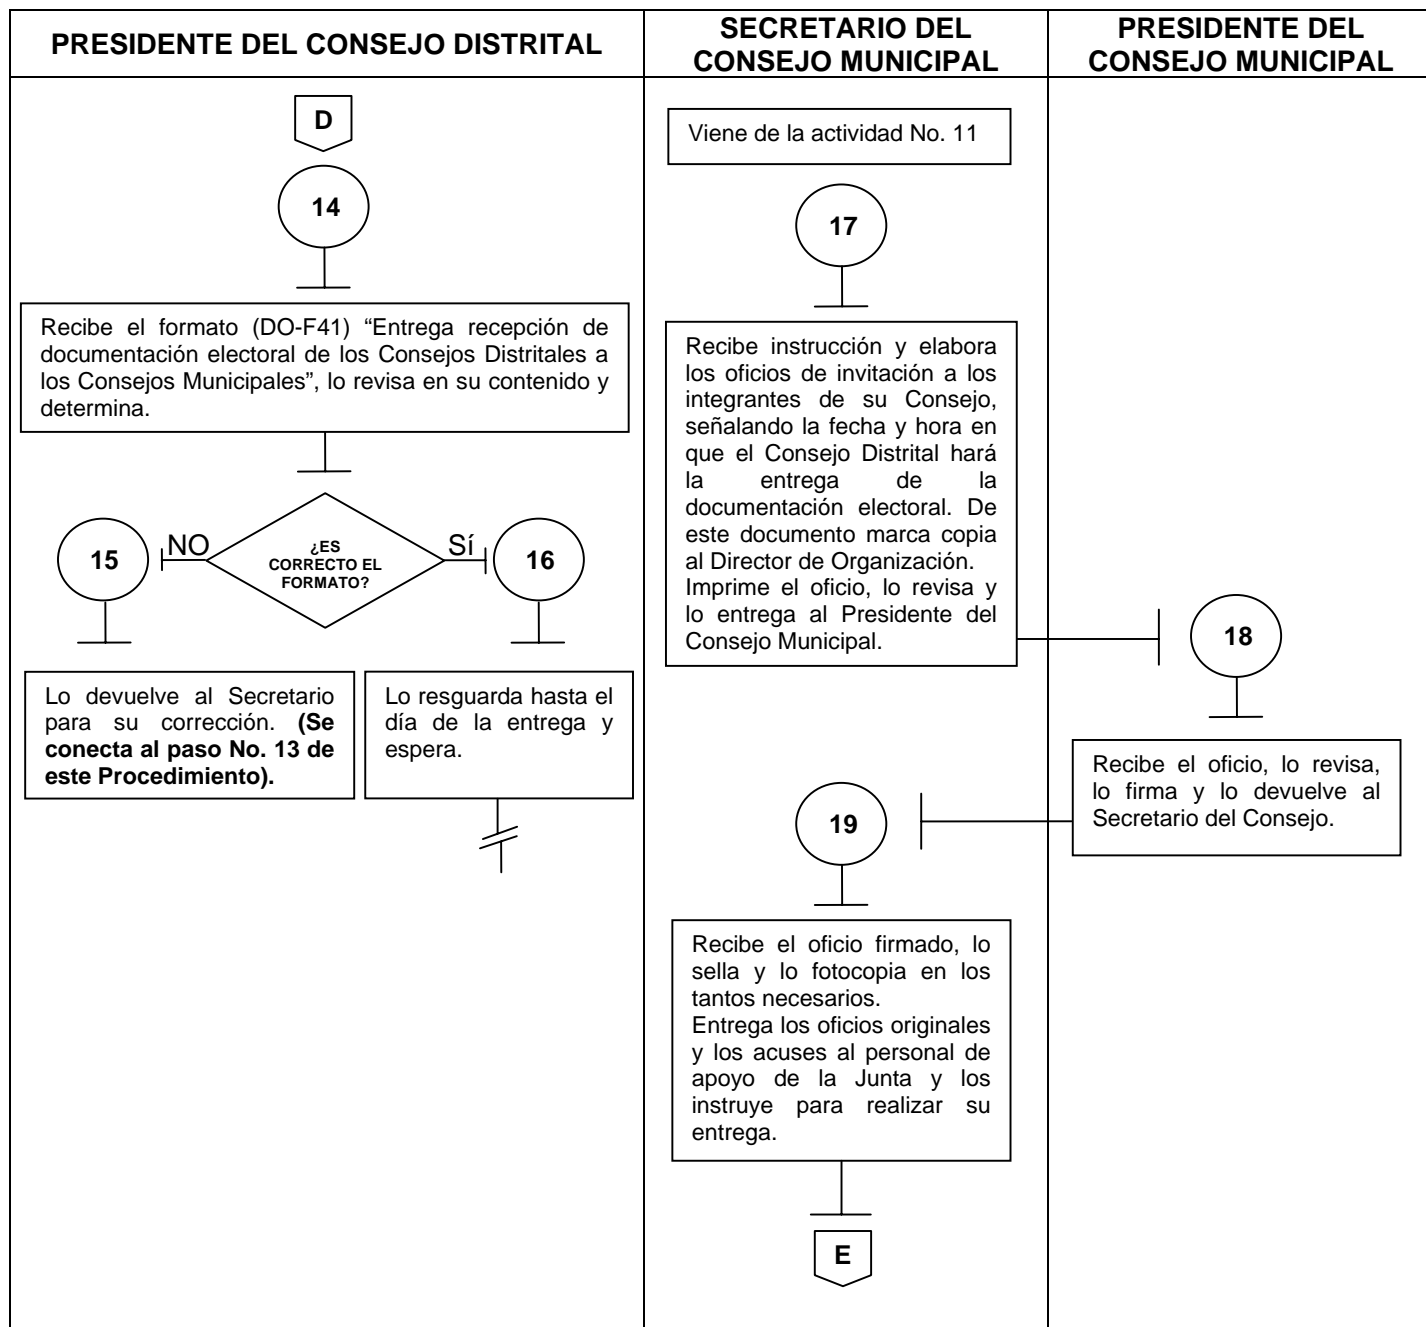 PRESIDENTE DEL CONSEJO DISTRITAL
SECRETARIO DEL
CONSEJO MUNICIPAL
PRESIDENTE DEL
CONSEJO MUNICIPAL
D
14
Recibe el formato (DO-F41) “Entrega recepción de
documentación electoral de los Consejos Distritales a
los Consejos Municipales”, lo revisa en su contenido y
determina.
15
NO
¿ES
CORRECTO EL
FORMATO?
Sí
16
Lo devuelve al Secretario
para su corrección. (Se
conecta al paso No. 13 de
este Procedimiento).
Lo resguarda hasta el
día de la entrega y
espera.
Viene de la actividad No. 11
17
Recibe instrucción y elabora
los oficios de invitación a los
integrantes de su Consejo,
señalando la fecha y hora en
que el Consejo Distrital hará
la entrega de la
documentación electoral. De
este documento marca copia
al Director de Organización.
Imprime el oficio, lo revisa y
lo entrega al Presidente del
Consejo Municipal.
18
Recibe el oficio, lo revisa,
lo firma y lo devuelve al
Secretario del Consejo.
19
Recibe el oficio firmado, lo
sella y lo fotocopia en los
tantos necesarios.
Entrega los oficios originales
y los acuses al personal de
apoyo de la Junta y los
instruye para realizar su
entrega.
E